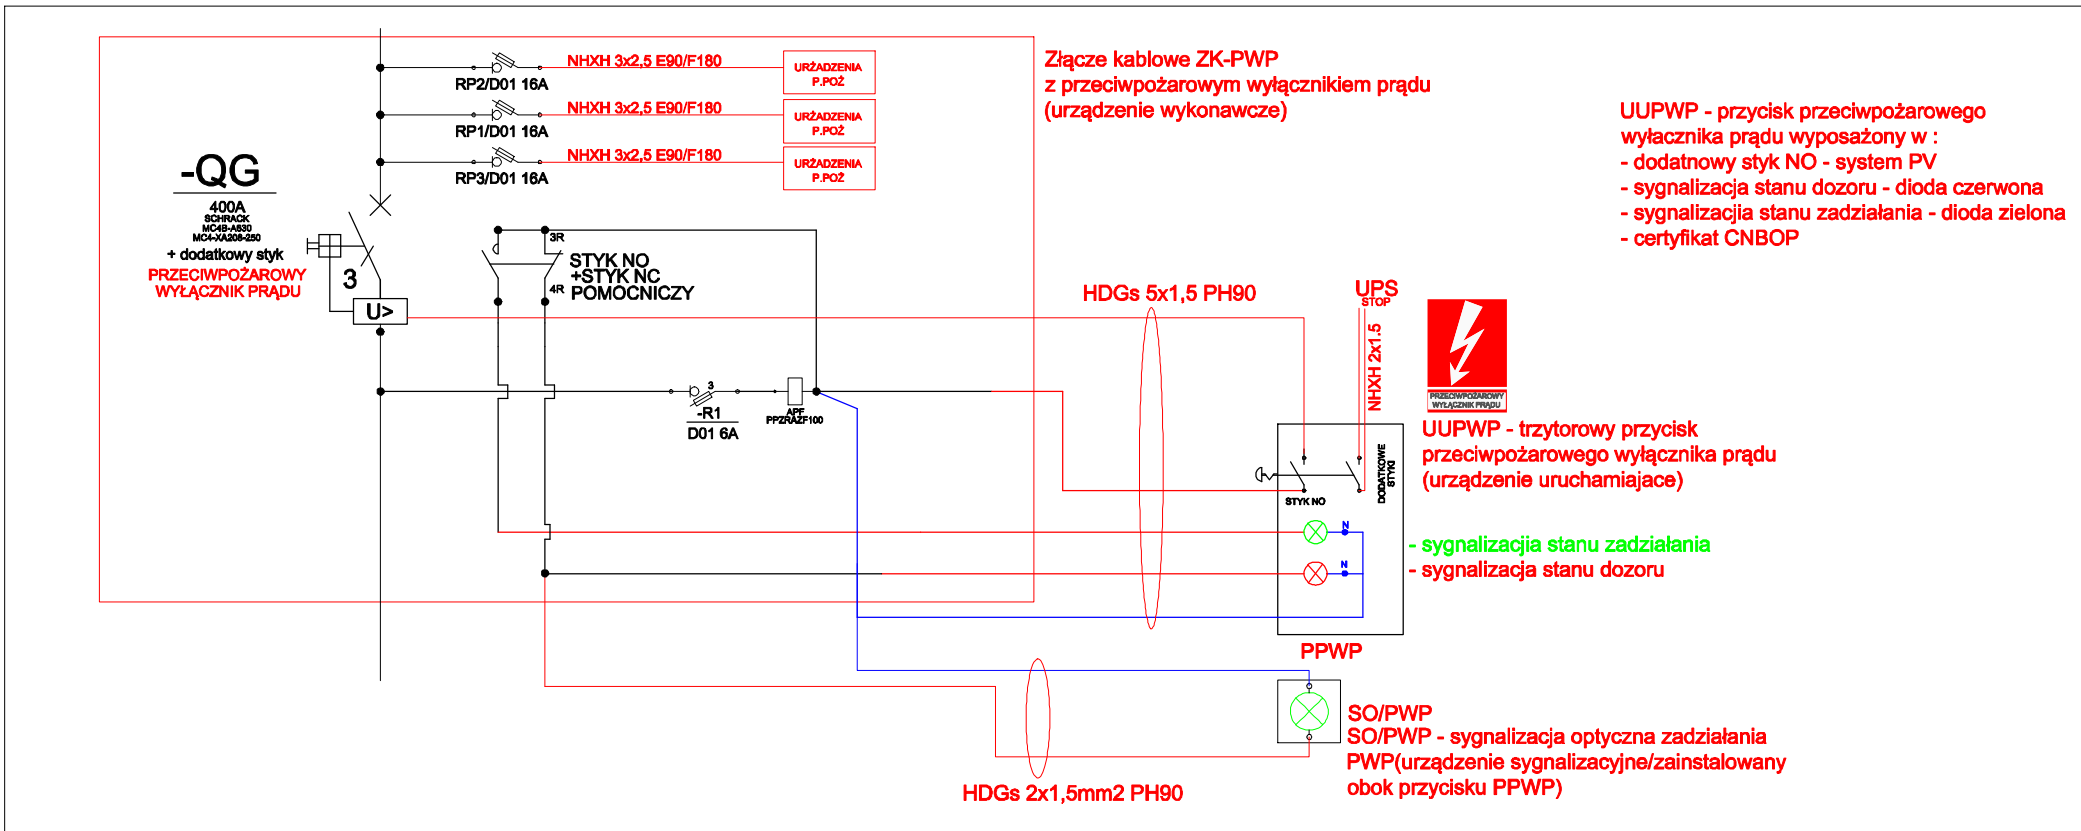 NHXH 3x2,5 E90/F180
URŻADZENIA
P.POŻ
RP2/D01 16A
NHXH 3x2,5 E90/F180
URŻADZENIA
P.POŻ
RP1/D01 16A
NHXH 3x2,5 E90/F180
URŻADZENIA
P.POŻ
RP3/D01 16A
Złącze kablowe ZK-PWP
z przeciwpożarowym wyłącznikiem prądu
(urządzenie wykonawcze)
UUPWP - przycisk przeciwpożarowego
wyłacznika prądu wyposażony w :
- dodatnowy styk NO - system PV
- sygnalizacja stanu dozoru - dioda czerwona
- sygnalizacjia stanu zadziałania - dioda zielona
- certyfikat CNBOP
-QG
400A
SCHRACK
MC4B-A630
MC4-XA208-250
+ dodatkowy styk
PRZECIWPOŻAROWY
WYŁĄCZNIK PRĄDU
3
U>
3R
STYK NO
+STYK NC
4R
POMOCNICZY
HDGs 5x1,5 PH90
UPS
STOP
NHXH 2x1.5
PRZECIWPOŻAROWY
WYŁĄCZNIK PRĄDU
3
-R1
D01 6A
APF
PPZRAZF100
UUPWP - trzytorowy przycisk
przeciwpożarowego wyłącznika prądu
(urządzenie uruchamiajace)
STYK NO
DODATKOWE
STYKI
N
N
- sygnalizacjia stanu zadziałania
- sygnalizacja stanu dozoru
PPWP
SO/PWP
SO/PWP - sygnalizacja optyczna zadziałania
PWP(urządzenie sygnalizacyjne/zainstalowany
obok przycisku PPWP)
HDGs 2x1,5mm2 PH90